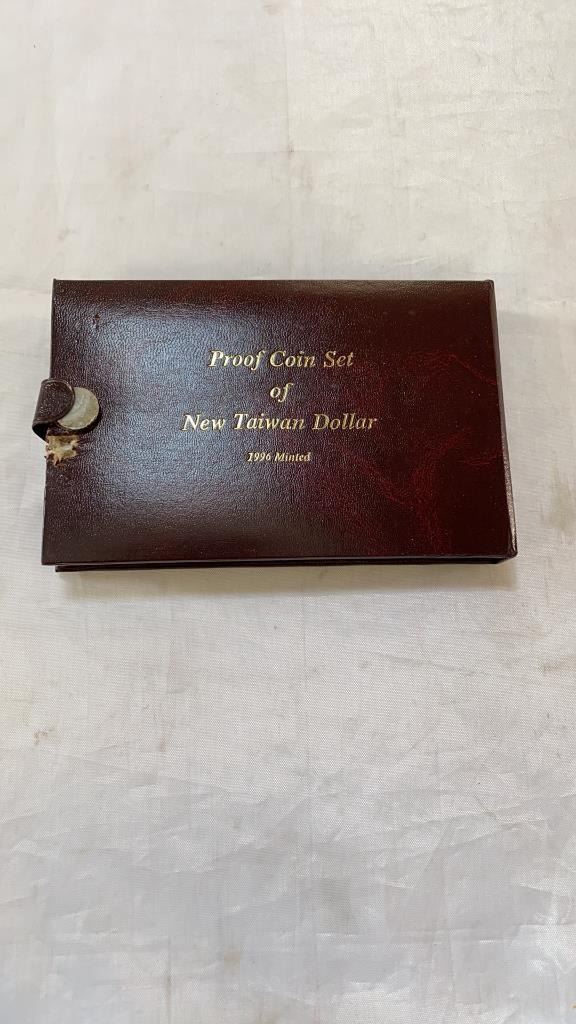 Proof Coin Set
of
New Taiwan Dollar
1996 Minted